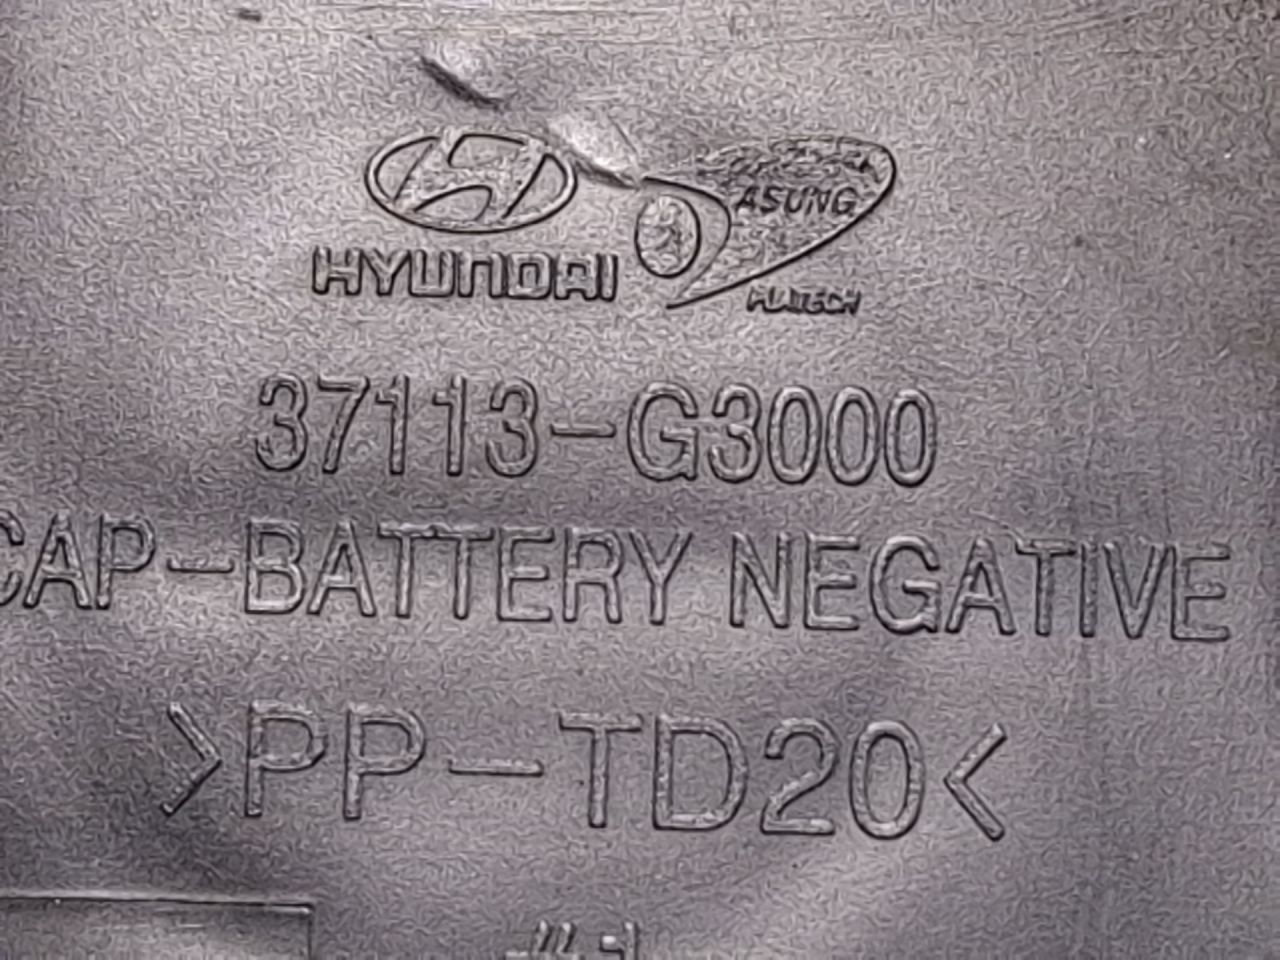 HYUNDAI
ASUNG
37113-G3000
CAP-BATTERY NEGATIVE
>PP-TD20<